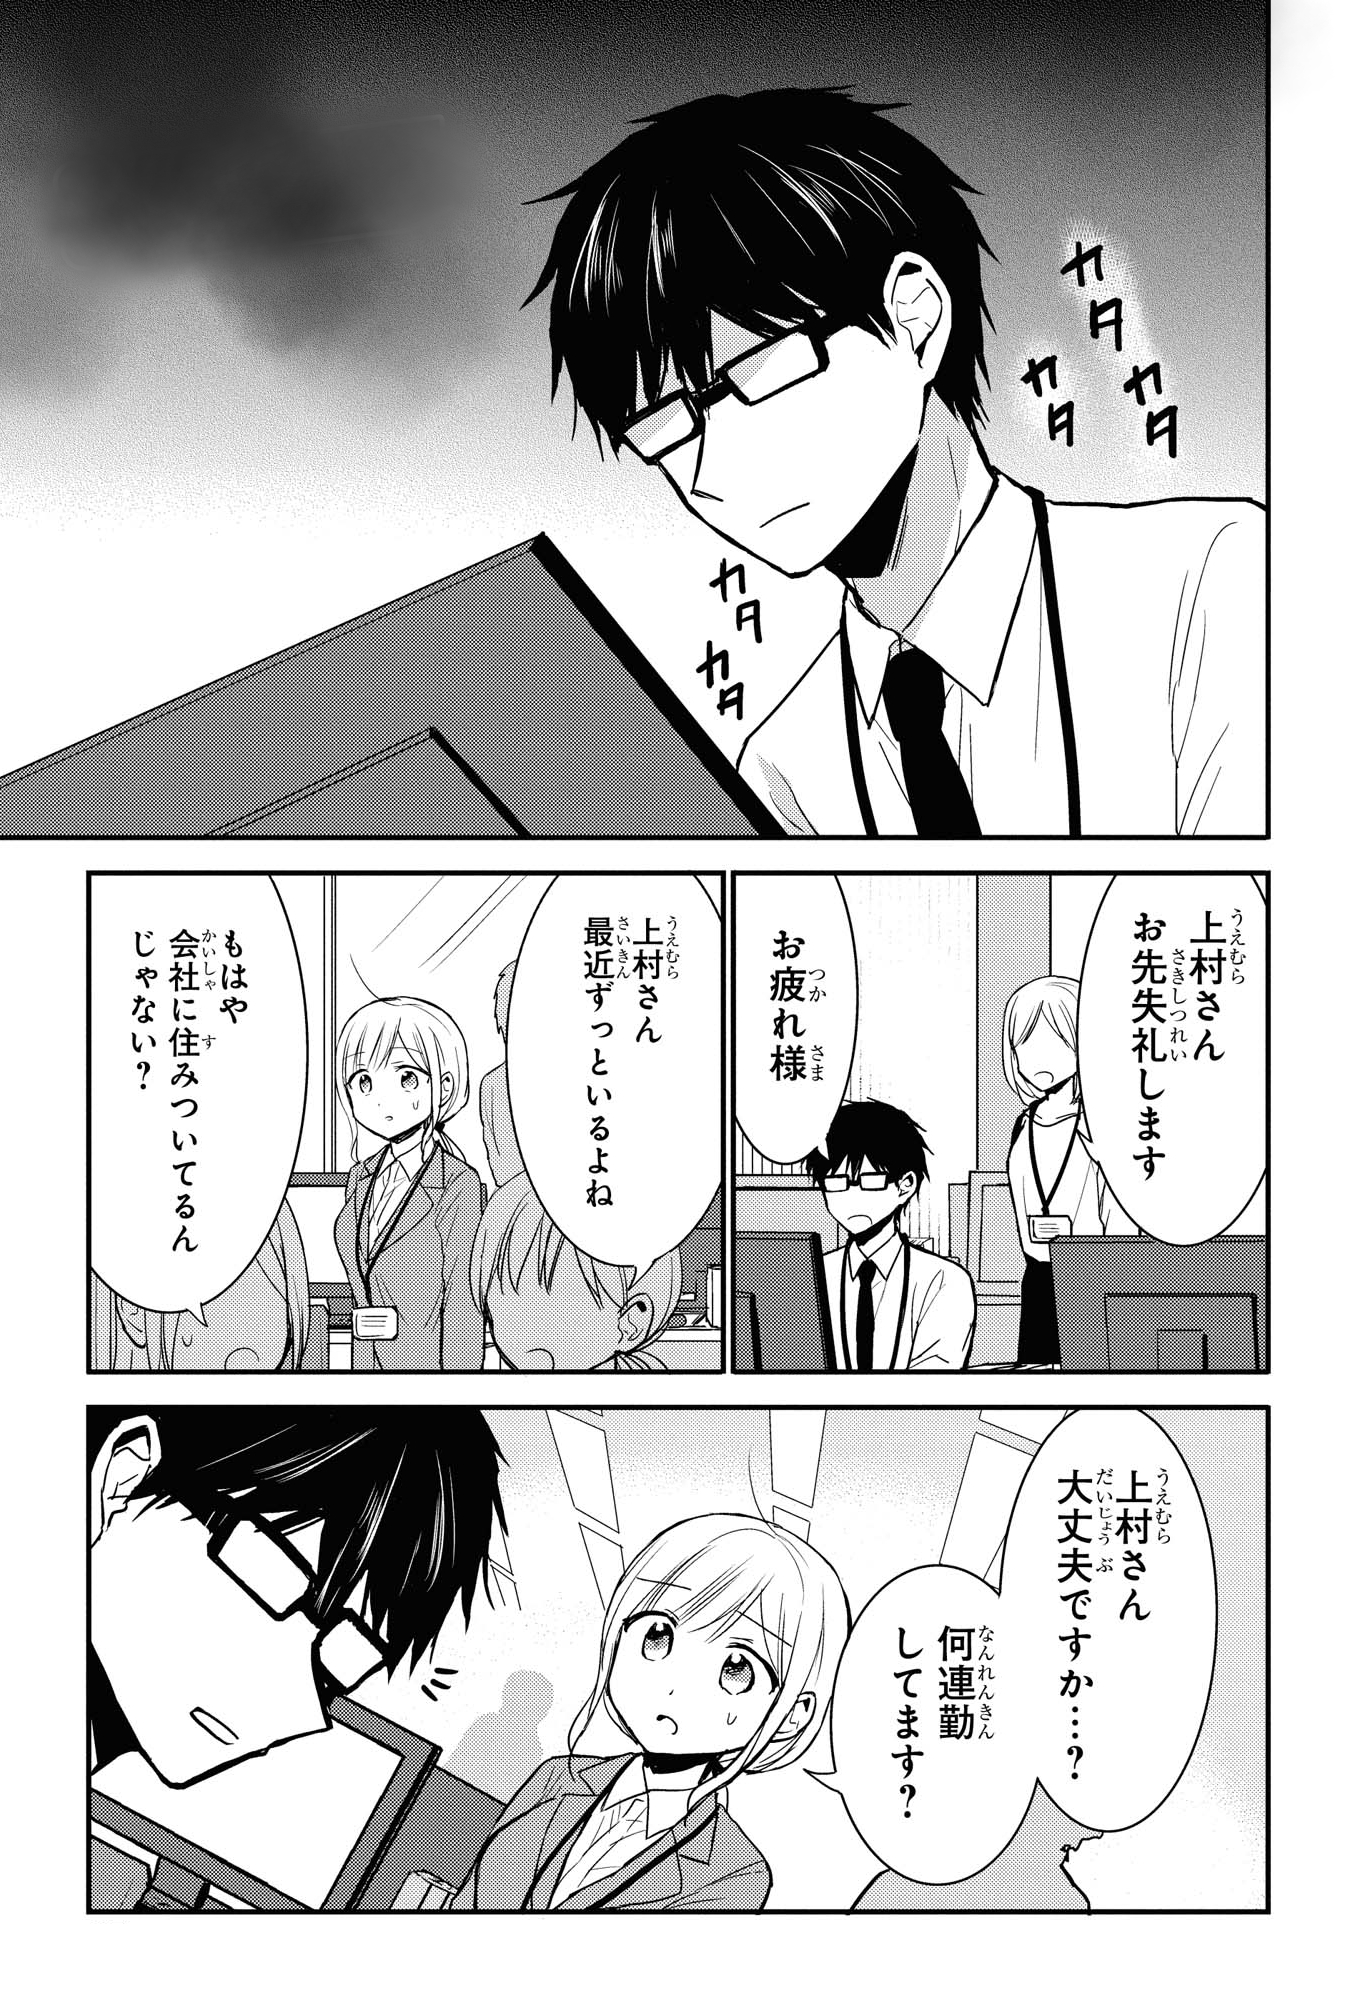 カタ
カタ
カタ
カタ
カタ
上村さん
お先失礼します
お疲れ様
上村さん
最近ずっといるよね
もはや
会社に住みついてるん
じゃない？
上村さん
大丈夫ですか…？
何連勤
してます？